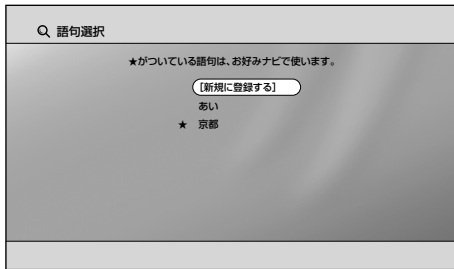 語句選択
★がついている語句は、お好みナビで使います。
[新規に登録する]
あい
★ 京都